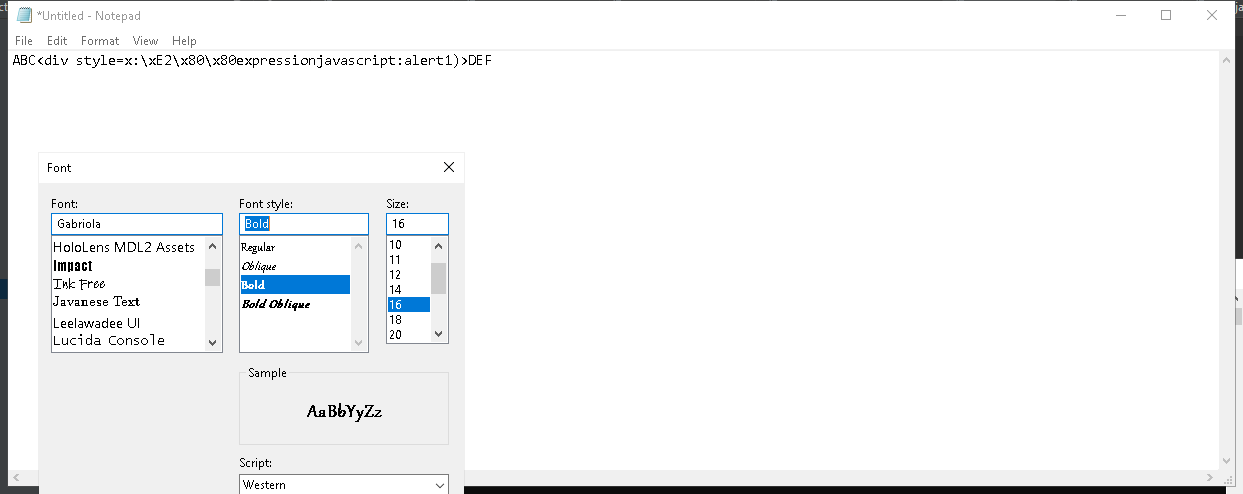 *Untitled - Notepad
File Edit Format View Help
ABC<div style=x:\xE2\x80\x80expressionjavascript:alert1)>DEF
Font
Font: Font style: Size:
Gabriola Bold 16
HoloLens MDL2 Assets
Impact
Ink Free
Javanese Text
Leelawadee UI
Lucida Console
Regular
Oblique
Bold
Bold Oblique
10
11
12
14
16
18
20
Sample
AaBbYyZz
Script:
Western